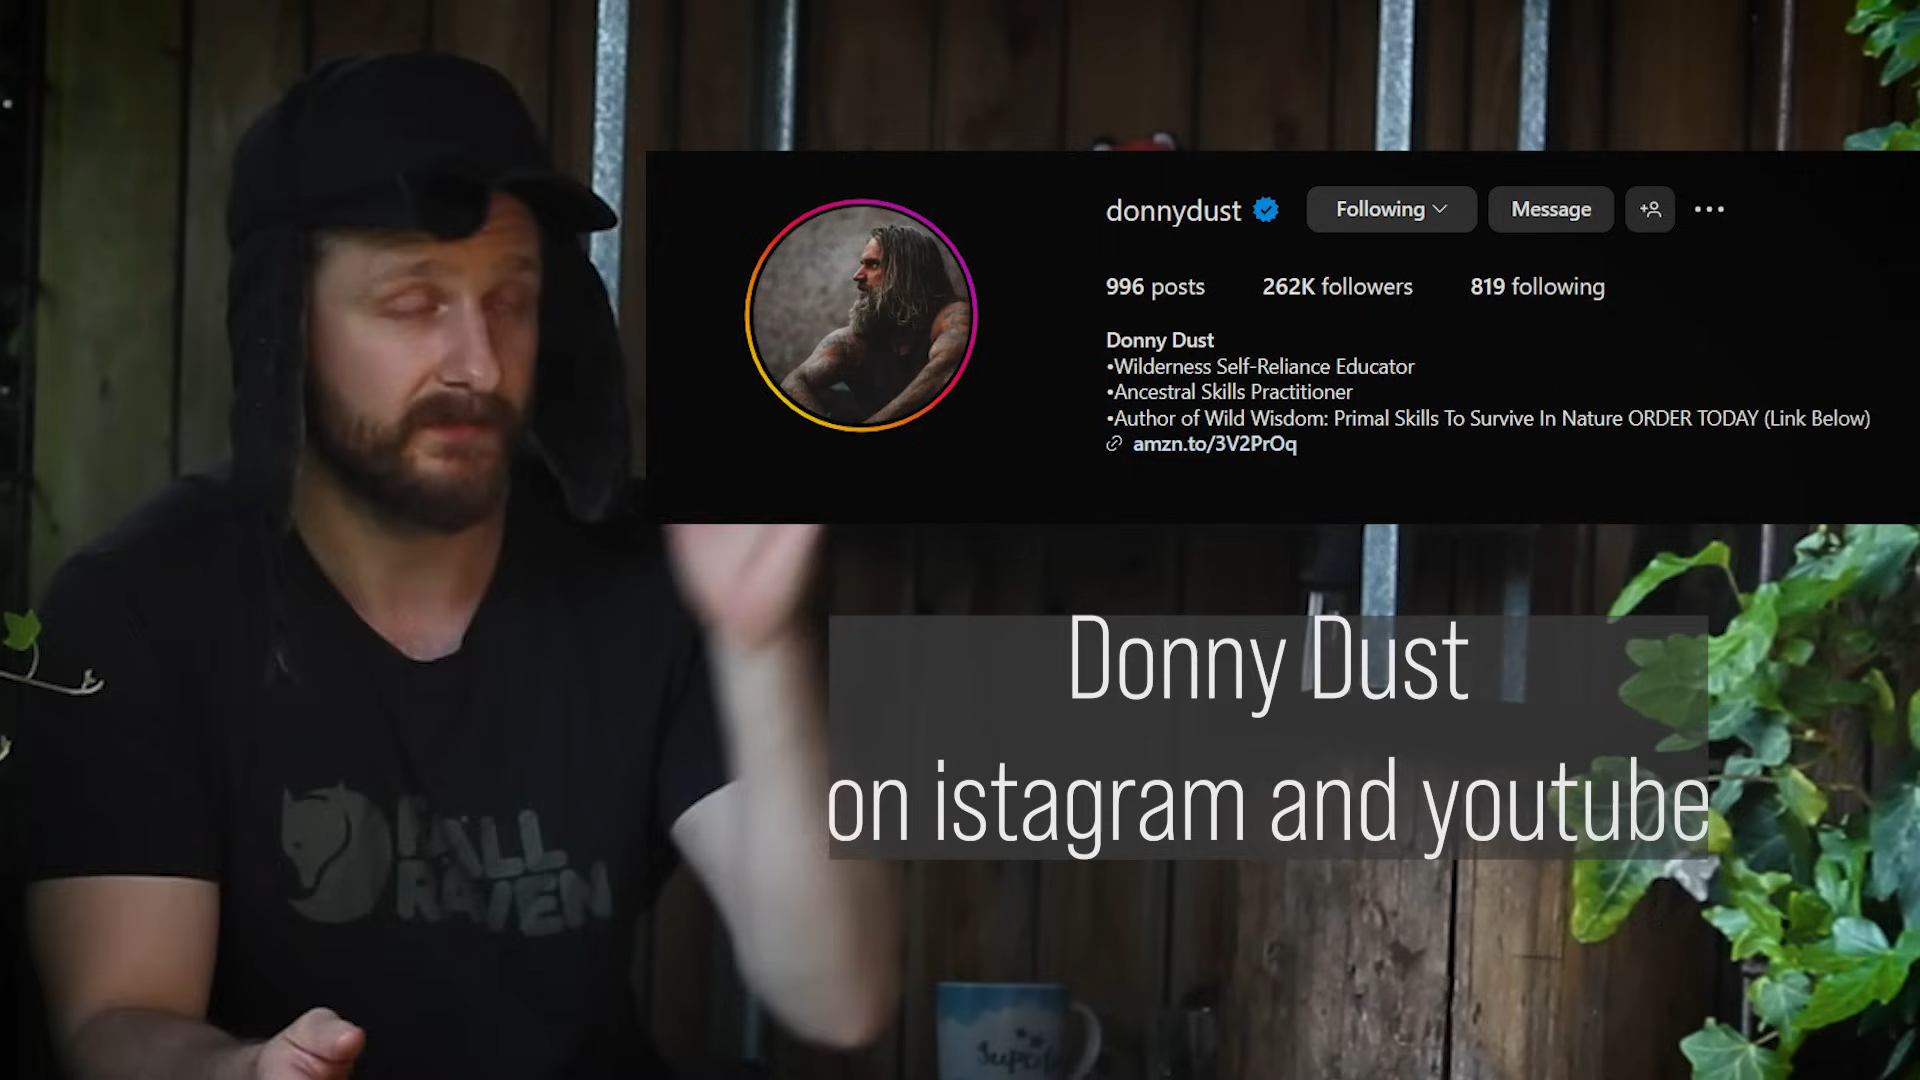 donnydust
Following
Message
996 posts
262K followers
819 following
Donny Dust
•Wilderness Self-Reliance Educator
•Ancestral Skills Practitioner
•Author of Wild Wisdom: Primal Skills To Survive In Nature ORDER TODAY (Link Below)
amzn.to/3V2PrOq
Donny Dust
on istagram and youtube
RAVEN